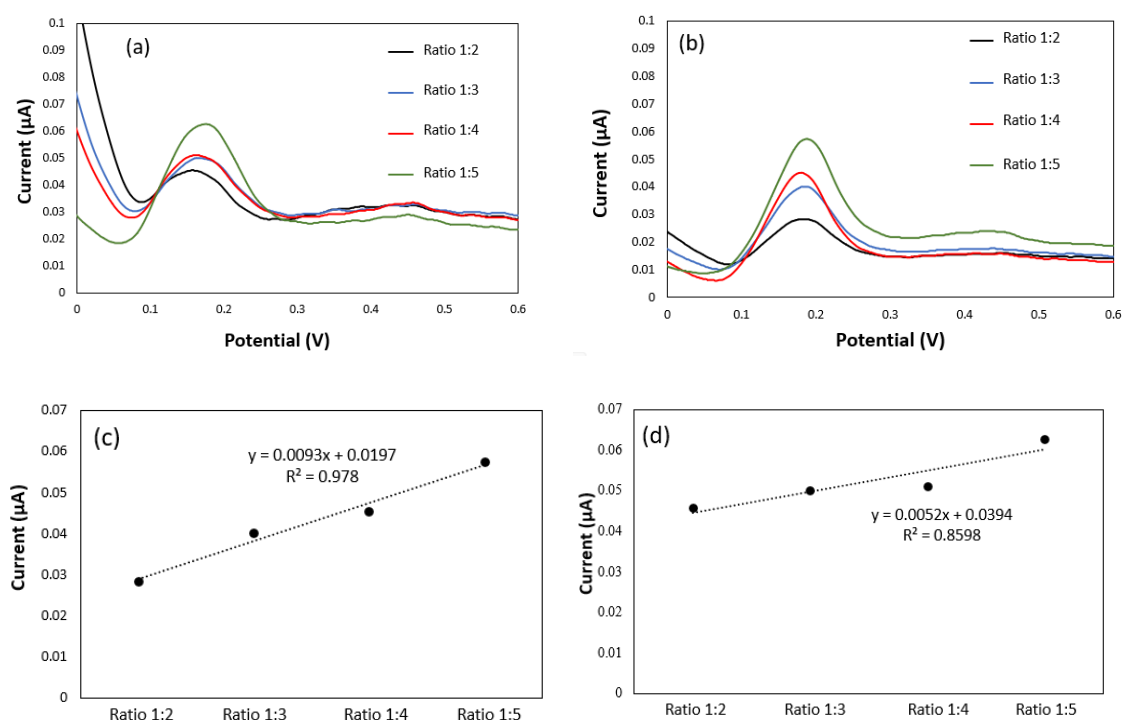 (a)
Ratio 1:2
Ratio 1:3
Ratio 1:4
Ratio 1:5
Current (µA)
0.1
0.09
0.08
0.07
0.06
0.05
0.04
0.03
0.02
0.01
0
0 0.1 0.2 0.3 0.4 0.5 0.6
Potential (V)
(b)
Ratio 1:2
Ratio 1:3
Ratio 1:4
Ratio 1:5
Current (µA)
0.1
0.09
0.08
0.07
0.06
0.05
0.04
0.03
0.02
0.01
0
0 0.1 0.2 0.3 0.4 0.5 0.6
Potential (V)
(c)
y = 0.0093x + 0.0197
R² = 0.978
Current (µA)
0.07
0.06
0.05
0.04
0.03
0.02
0.01
0
Ratio 1:2 Ratio 1:3 Ratio 1:4 Ratio 1:5
(d)
y = 0.0052x + 0.0394
R² = 0.8598
Current (µA)
0.07
0.06
0.05
0.04
0.03
0.02
0.01
0
Ratio 1:2 Ratio 1:3 Ratio 1:4 Ratio 1:5